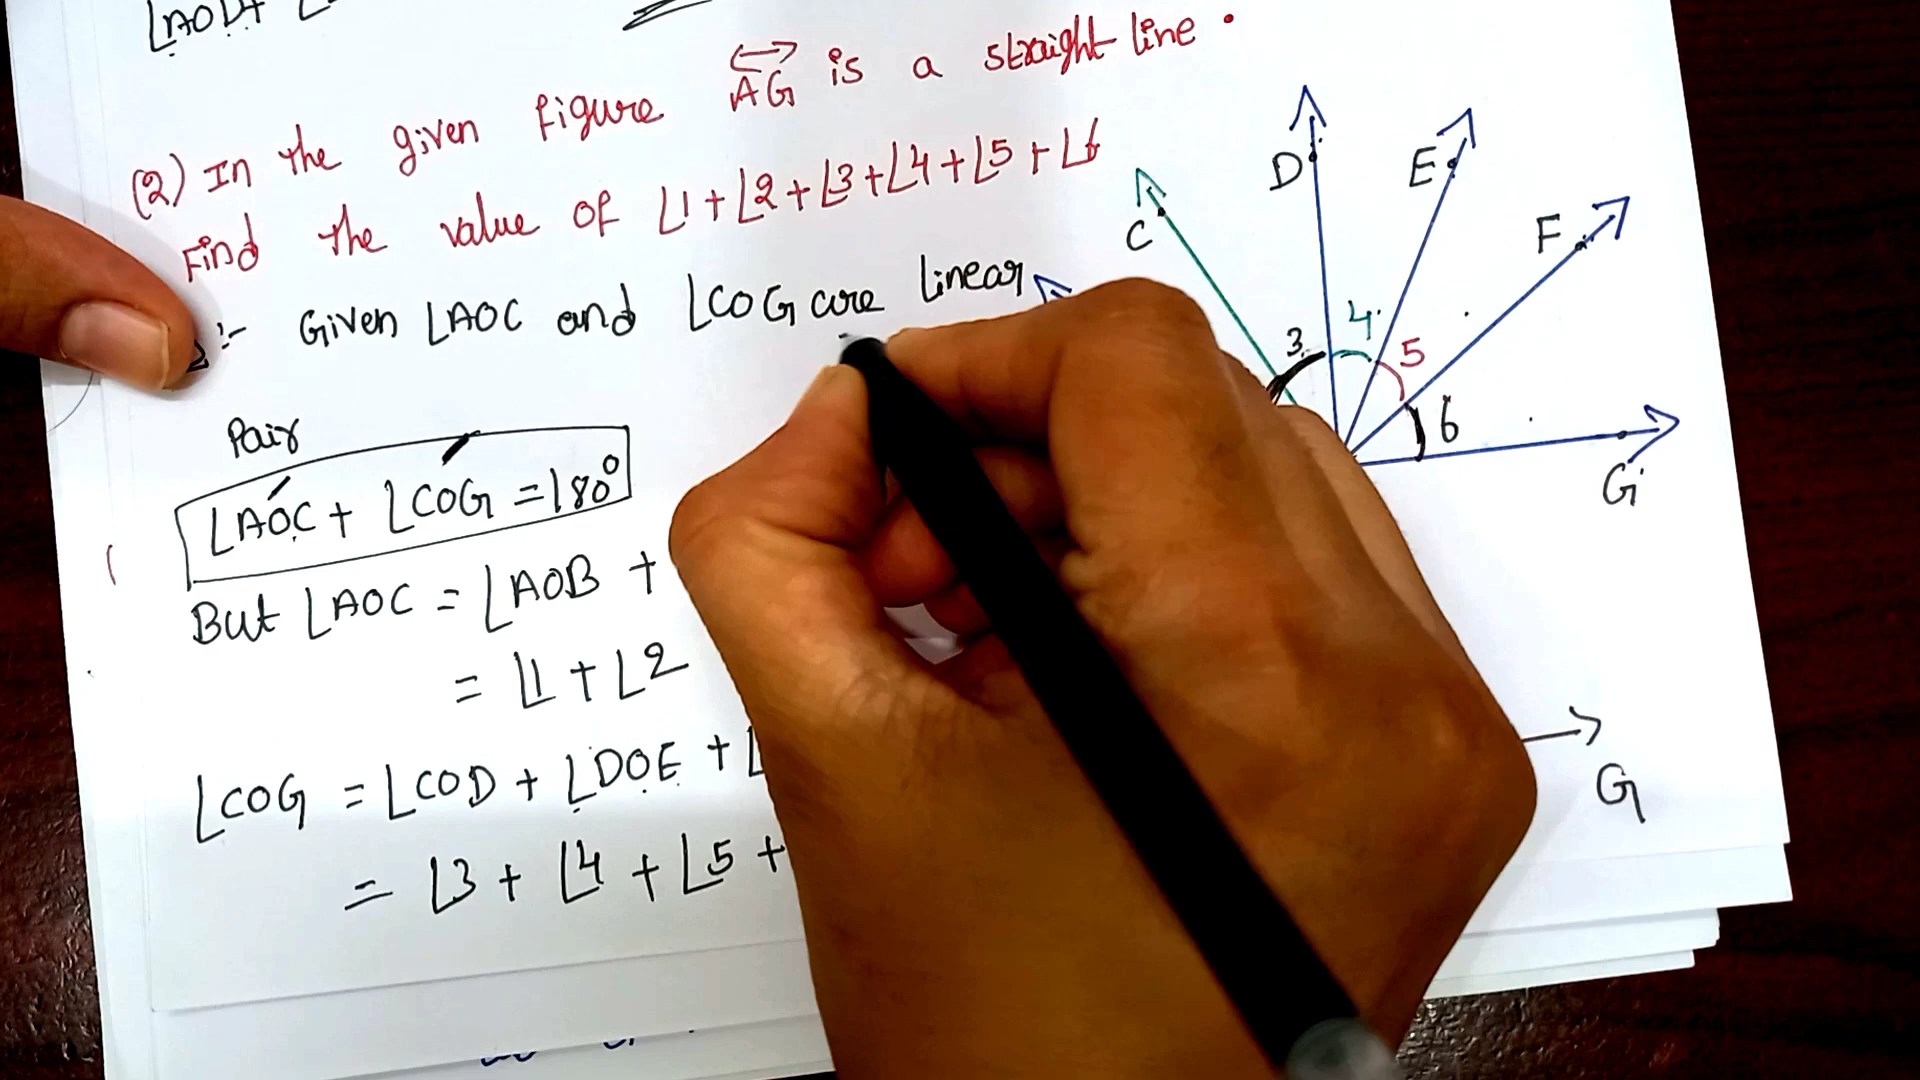 ∠AOD+ ∠
(2) In the given figure AG is a straight line.
Find the value of ∠1+∠2+∠3+∠4+∠5+∠6
:- Given ∠AOC and ∠COG are linear
Pair
∠AOC + ∠COG = 180°
But ∠AOC = ∠AOB +
= ∠1 + ∠2
∠COG = ∠COD + ∠DOE + ∠
= ∠3 + ∠4 + ∠5 +
C
D
E
F
3
4
5
6
G
G